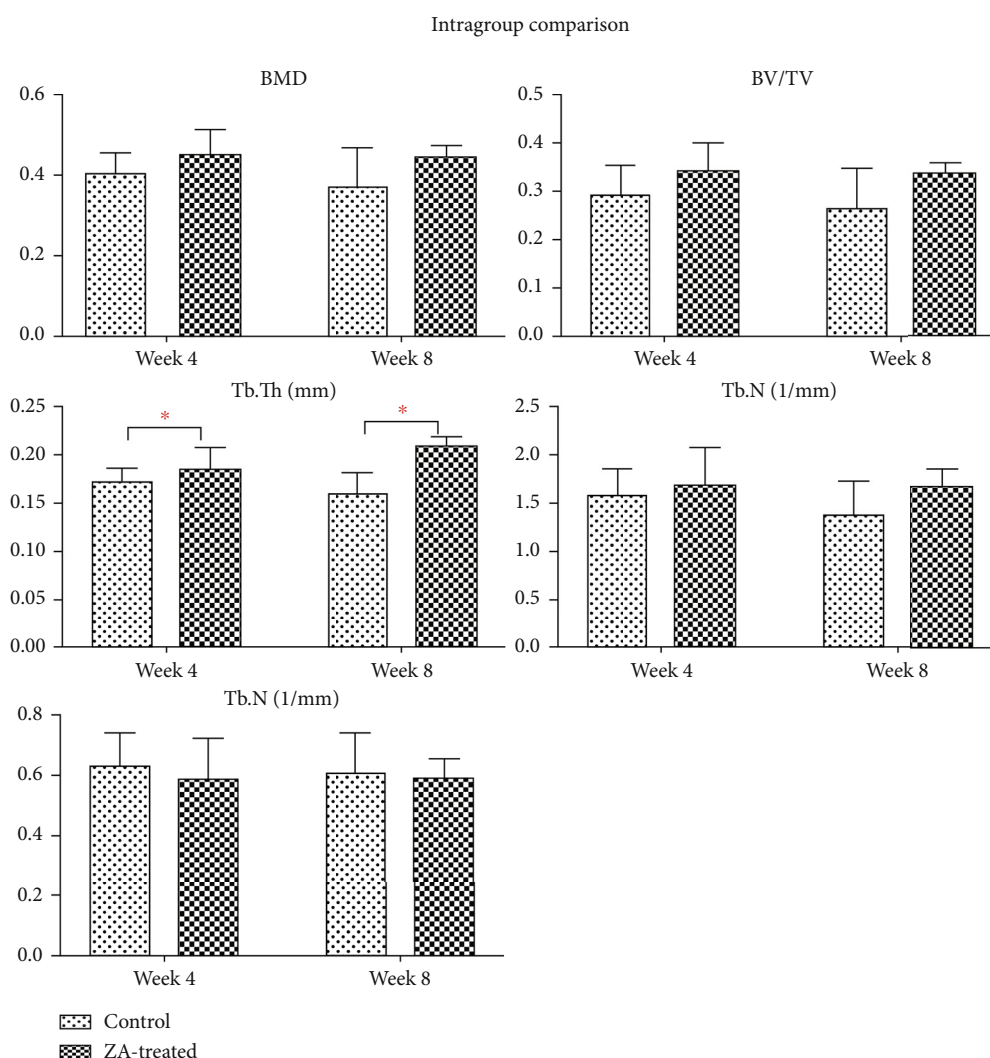 Intragroup comparison
BMD
0.6
0.4
0.2
0.0
Week 4
Week 8
BV/TV
0.5
0.4
0.3
0.2
0.1
0.0
Week 4
Week 8
Tb.Th (mm)
0.25
0.20
0.15
0.10
0.05
0.00
*
*
Week 4
Week 8
Tb.N (1/mm)
2.5
2.0
1.5
1.0
0.5
0.0
Week 4
Week 8
Tb.N (1/mm)
0.8
0.6
0.4
0.2
0.0
Week 4
Week 8
Control
ZA-treated